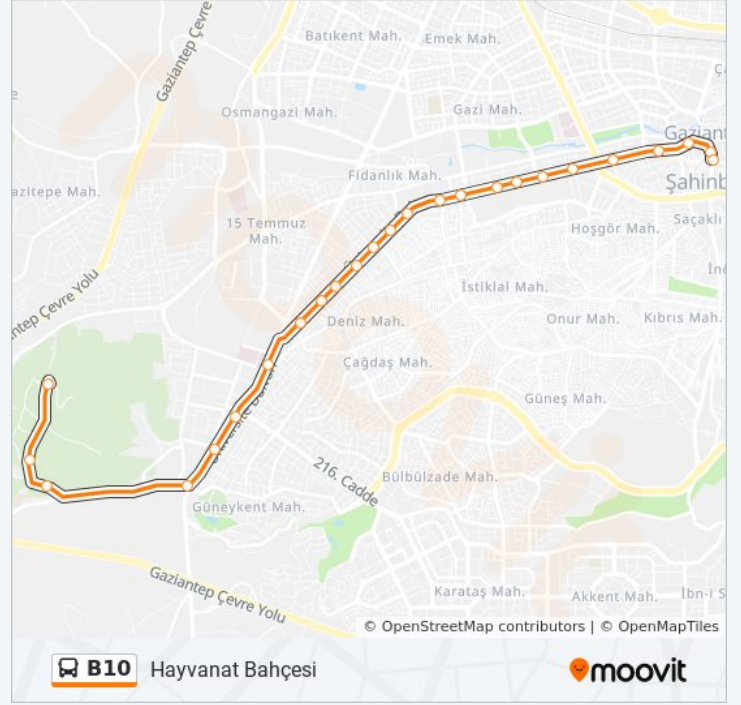 Batıkent Mah.
Emek Mah.
Gaziantep Çevre
Osmangazi Mah.
Gazi Mah.
Gaziant
Fidanlık Mah.
Şahinb
azitepe Mah.
15 Temmuz
Mah.
Saçaklı
Hoşgör Mah.
İstiklal Mah.
ntep Çevre Yolu
Deniz Mah.
Onur Mah.
Kıbrıs Mah.
Çağdaş Mah.
Güneş Mah.
216. Cadde
Bülbülzade Mah.
Güneykent Mah.
Gaziantep Çevre Yolu
Karataş Mah.
Akkent Mah.
İbn-i S
© OpenStreetMap contributors | © OpenMapTiles
B10 Hayvanat Bahçesi
moovit